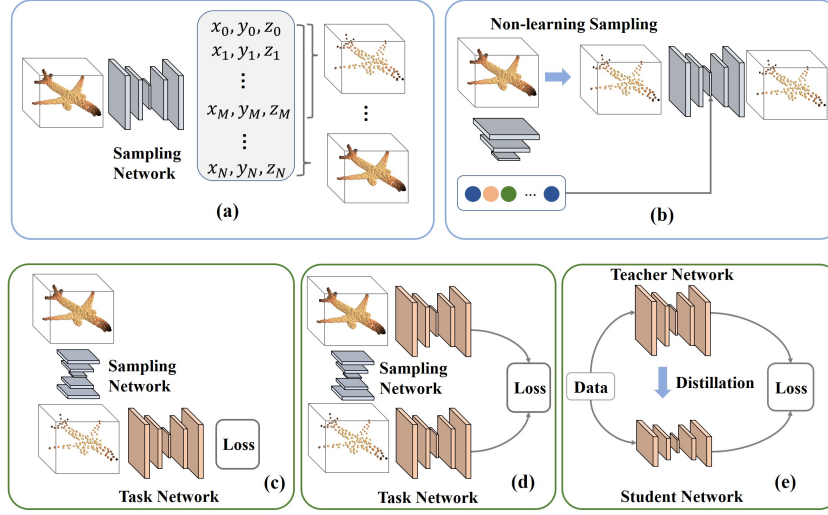 x₀, y₀, z₀
x₁, y₁, z₁
⋮
x_M, y_M, z_M
⋮
x_N, y_N, z_N
⋮
Sampling
Network
(a)
Non-learning Sampling
...
(b)
Sampling
Network
Loss
Task Network
(c)
Sampling
Network
Loss
Task Network
(d)
Teacher Network
Data
Distillation
Loss
Student Network
(e)